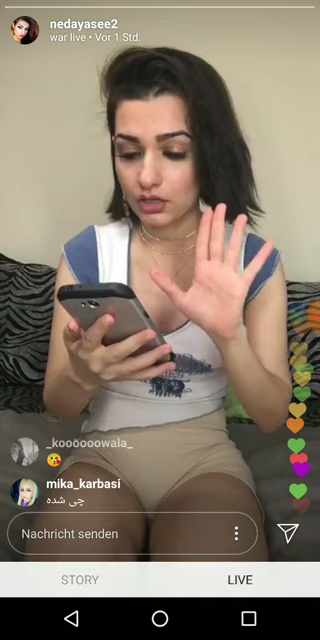 nedayasee2
war live • Vor 1 Std.
_koooooowala_
😘
mika_karbasi
چی شده
Nachricht senden
STORY
LIVE